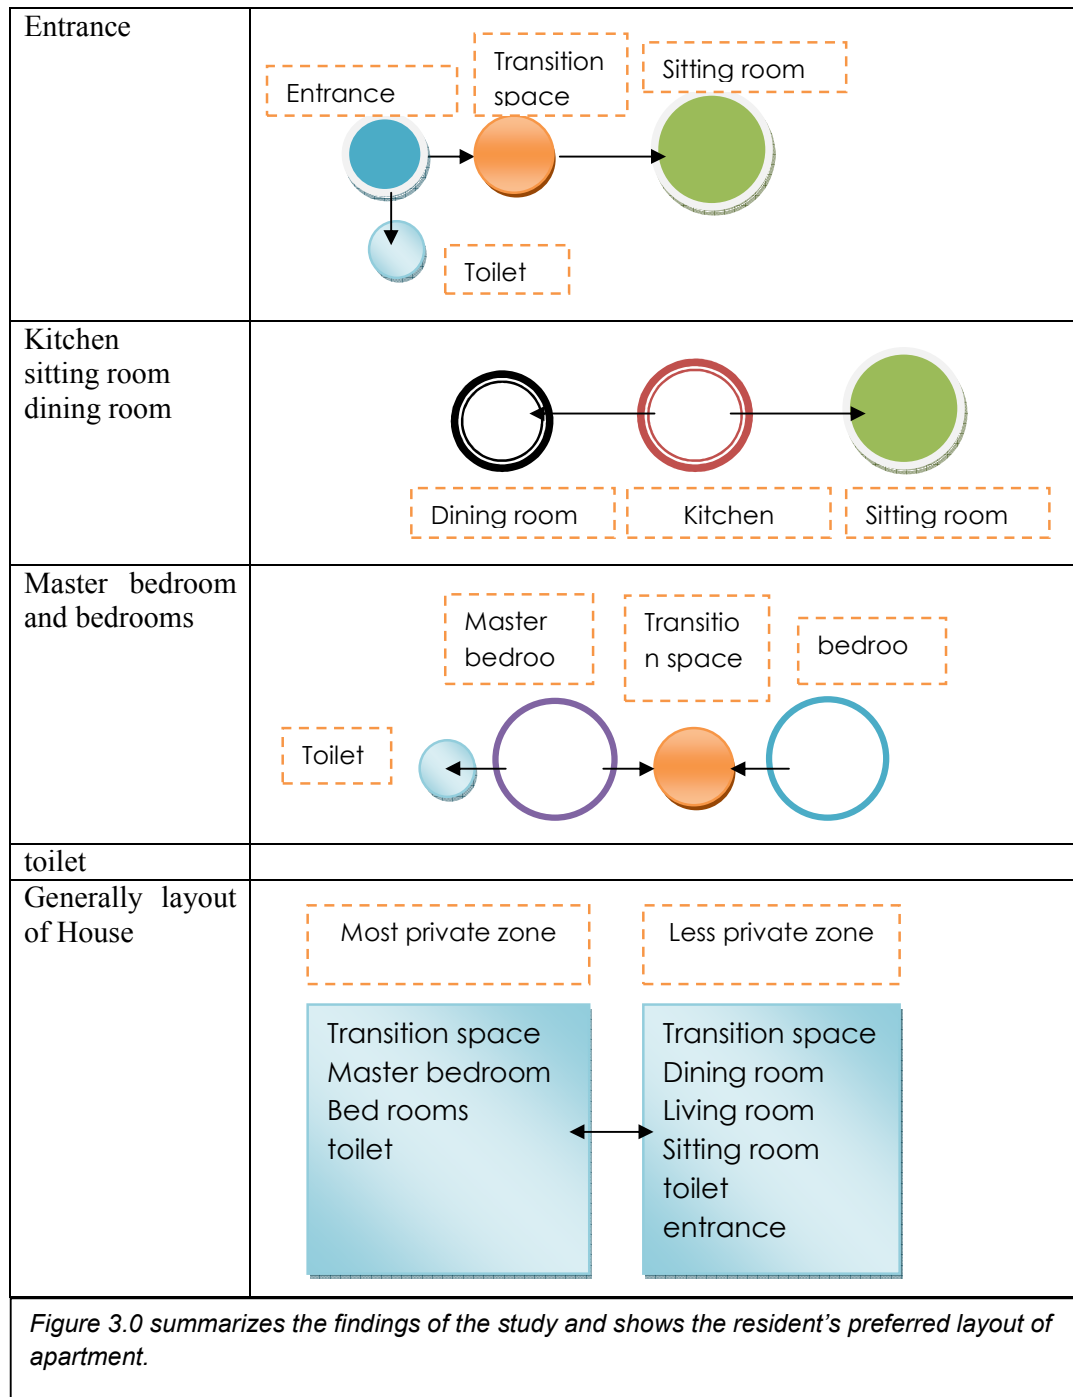 Entrance
Entrance
Transition
space
Sitting room
Toilet
Kitchen
sitting room
dining room
Dining room
Kitchen
Sitting room
Master bedroom
and bedrooms
Master
bedroo
Transitio
n space
bedroo
Toilet
toilet
Generally layout
of House
Most private zone
Less private zone
Transition space
Master bedroom
Bed rooms
toilet
Transition space
Dining room
Living room
Sitting room
toilet
entrance
Figure 3.0 summarizes the findings of the study and shows the resident's preferred layout of
apartment.